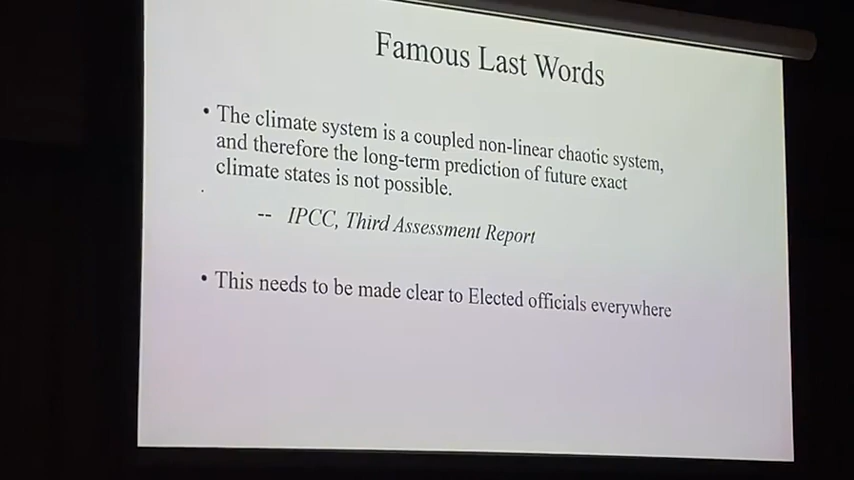 Famous Last Words
• The climate system is a coupled non-linear chaotic system,
and therefore the long-term prediction of future exact
climate states is not possible.
-- IPCC, Third Assessment Report
• This needs to be made clear to Elected officials everywhere